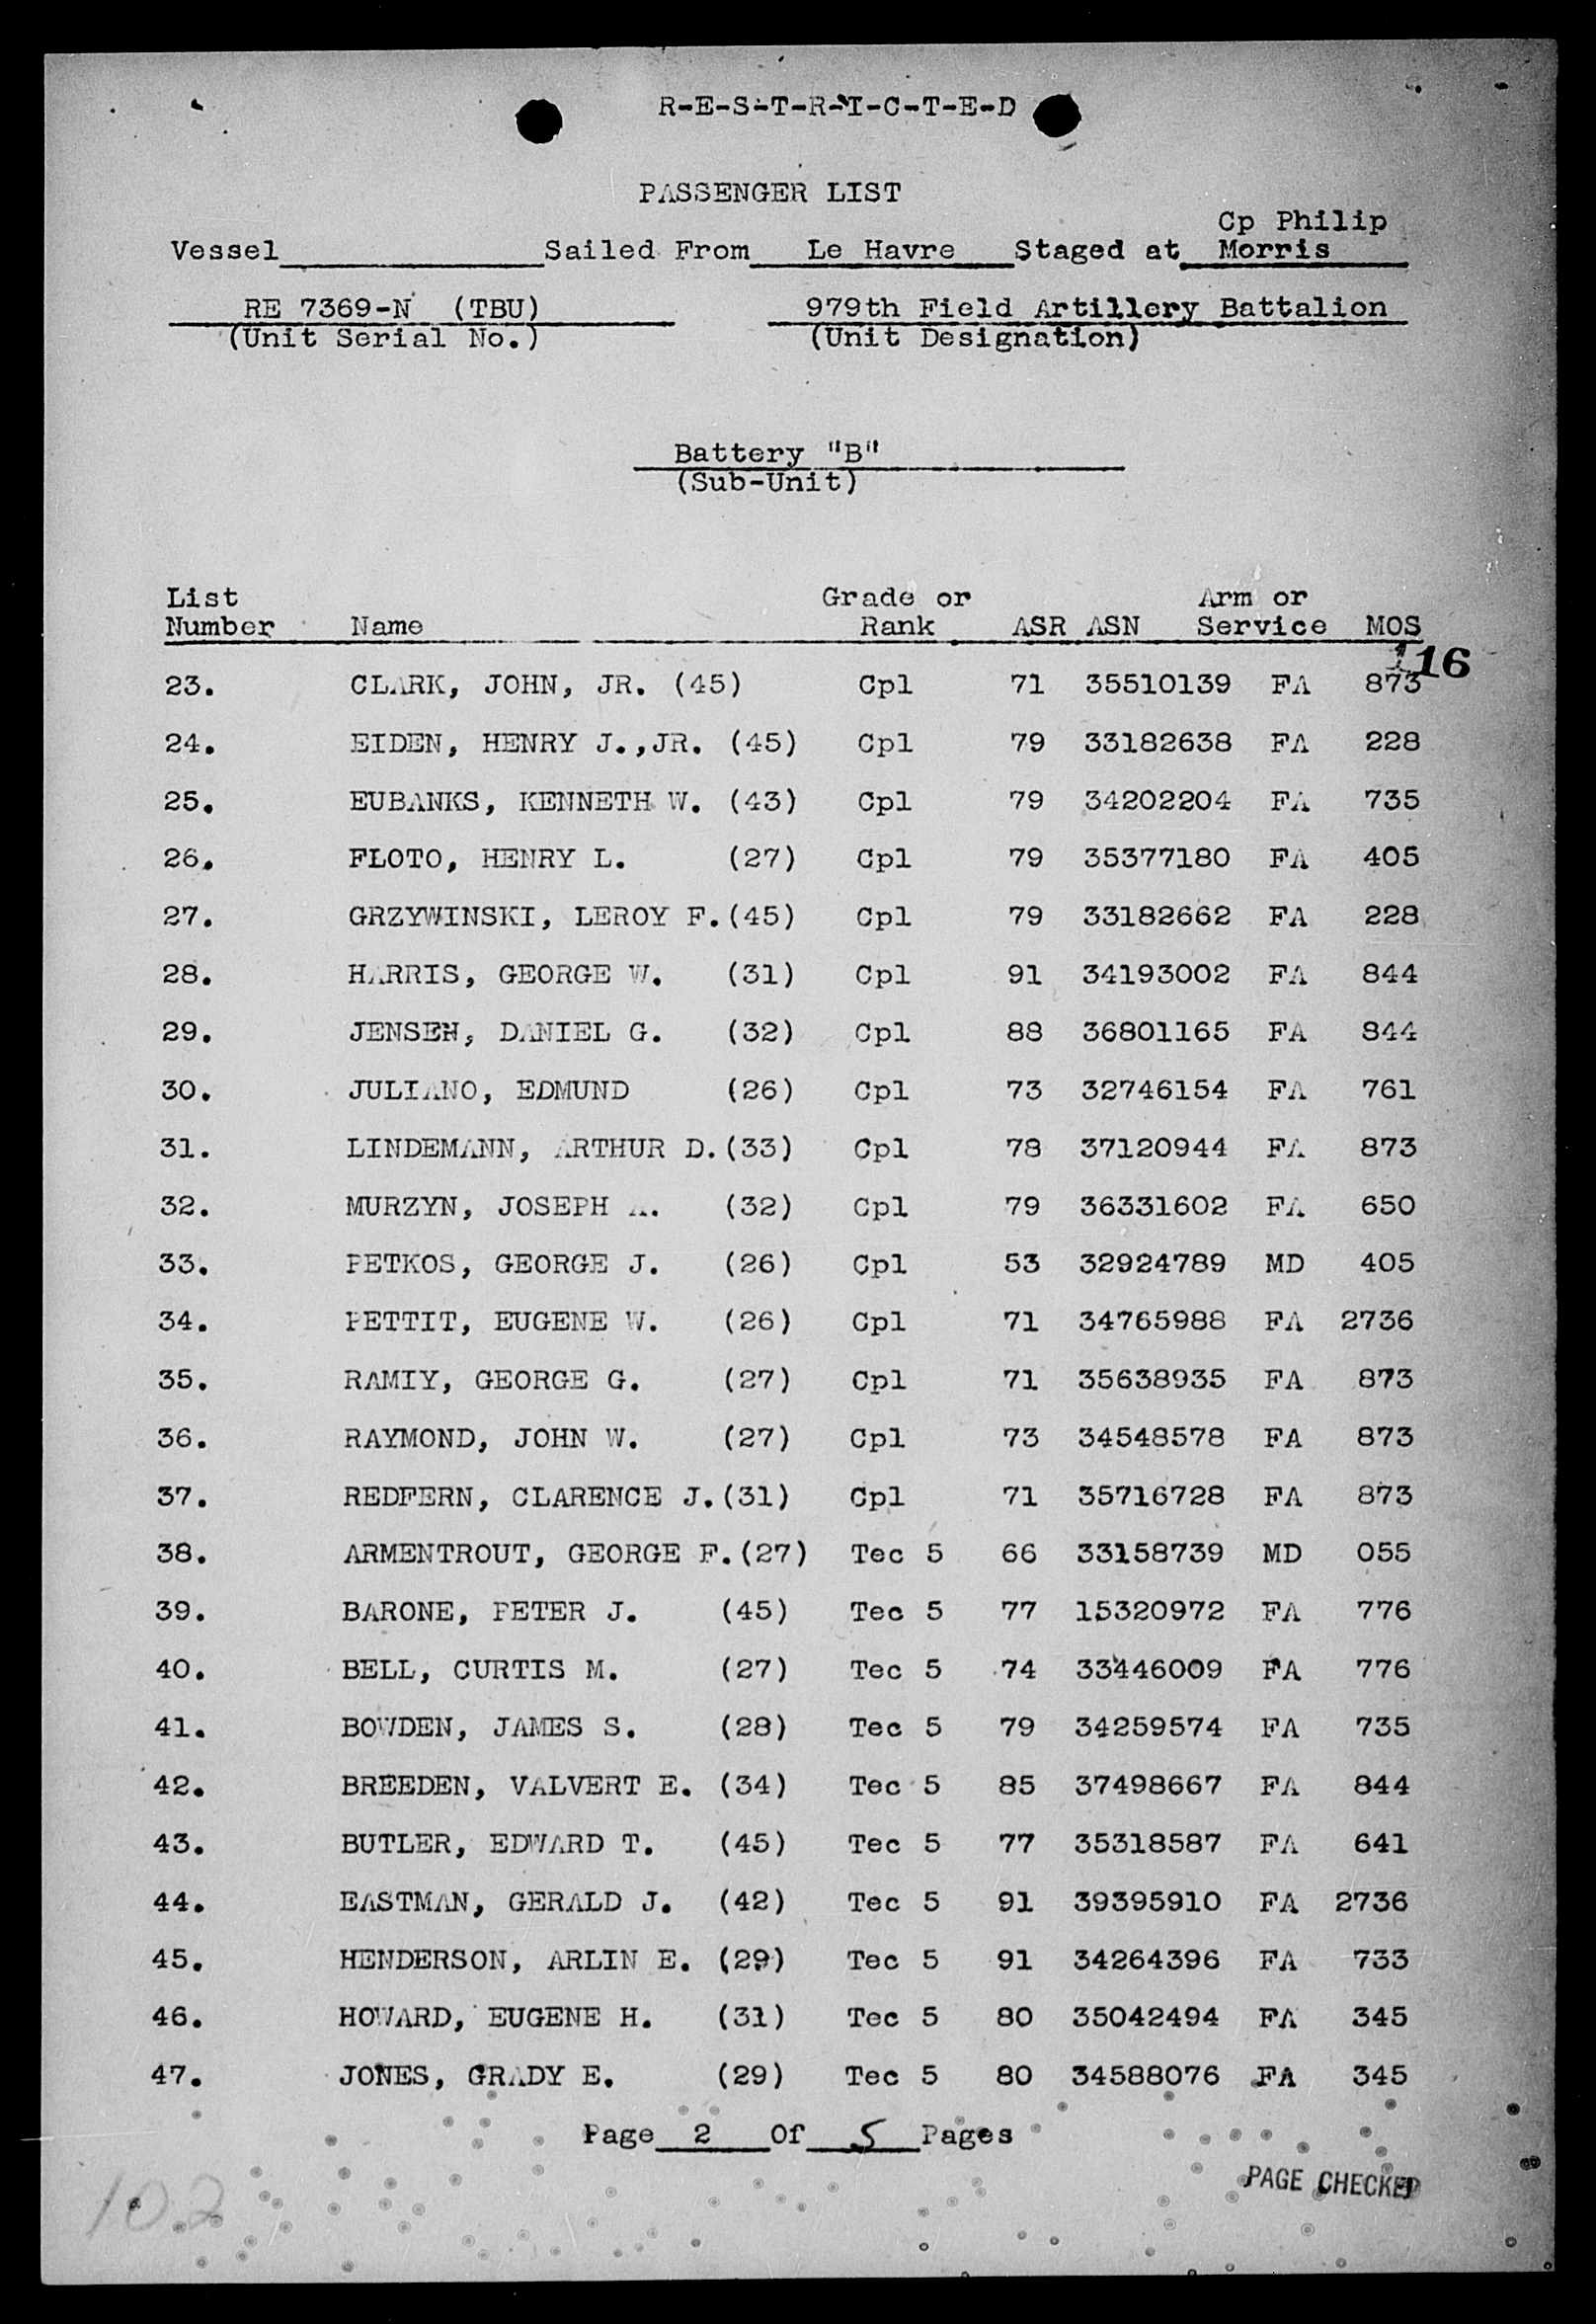 R-E-S-T-R-I-C-T-E-D
PASSENGER LIST
Cp Philip
Vessel Sailed From Le Havre Staged at Morris
RE 7369-N (TBU) 979th Field Artillery Battalion
(Unit Serial No.) (Unit Designation)
Battery "B"
(Sub-Unit)
List Grade or Arm or
Number Name Rank ASR ASN Service MOS
116
23. CLARK, JOHN, JR. (45) Cpl 71 35510139 FA 873
24. EIDEN, HENRY J.,JR. (45) Cpl 79 33182638 FA 228
25. EUBANKS, KENNETH W. (43) Cpl 79 34202204 FA 735
26. FLOTO, HENRY L. (27) Cpl 79 35377180 FA 405
27. GRZYWINSKI, LEROY F.(45) Cpl 79 33182662 FA 228
28. HARRIS, GEORGE W. (31) Cpl 91 34193002 FA 844
29. JENSEN, DANIEL G. (32) Cpl 88 36801165 FA 844
30. JULIANO, EDMUND (26) Cpl 73 32746154 FA 761
31. LINDEMANN, ARTHUR D.(33) Cpl 78 37120944 FA 873
32. MURZYN, JOSEPH A. (32) Cpl 79 36331602 FA 650
33. PETKOS, GEORGE J. (26) Cpl 53 32924789 MD 405
34. PETTIT, EUGENE W. (26) Cpl 71 34765988 FA 2736
35. RAMIY, GEORGE G. (27) Cpl 71 35638935 FA 873
36. RAYMOND, JOHN W. (27) Cpl 73 34548578 FA 873
37. REDFERN, CLARENCE J.(31) Cpl 71 35716728 FA 873
38. ARMENTROUT, GEORGE F.(27) Tec 5 66 33158739 MD 055
39. BARONE, PETER J. (45) Tec 5 77 15320972 FA 776
40. BELL, CURTIS M. (27) Tec 5 74 33446009 FA 776
41. BOWDEN, JAMES S. (28) Tec 5 79 34259574 FA 735
42. BREEDEN, VALVERT E. (34) Tec 5 85 37498667 FA 844
43. BUTLER, EDWARD T. (45) Tec 5 77 35318587 FA 641
44. EASTMAN, GERALD J. (42) Tec 5 91 39395910 FA 2736
45. HENDERSON, ARLIN E. (29) Tec 5 91 34264396 FA 733
46. HOWARD, EUGENE H. (31) Tec 5 80 35042494 FA 345
47. JONES, GRADY E. (29) Tec 5 80 34588076 FA 345
Page 2 Of 5 Pages
PAGE CHECKED
102